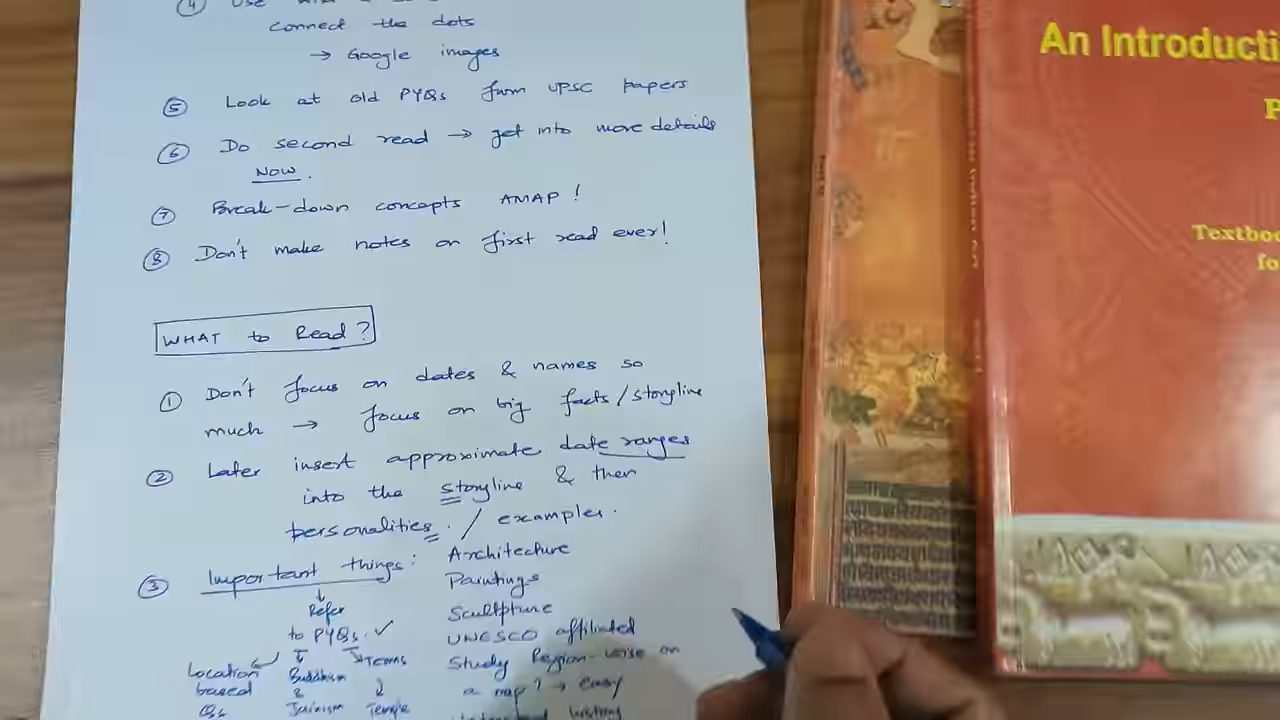 ④ Use
connect the dots
→ Google images
⑤ Look at old PYQs from UPSC papers
⑥ Do second read → get into more details
NOW.
⑦ Break-down concepts AMAP!
⑧ Don't make notes on first read ever!
WHAT to Read?
① Don't focus on dates & names so
much → focus on big facts/storyline
② Later insert approximate date ranges
into the storyline & then
personalities. / examples.
③ Important things: Architecture
Paintings
Sculpture
UNESCO affiliated
Study Region-wise on
a map? → easy
history
↓
Refer
to PYQs. ✓
Location
based
Qs
Buddhism
&
Jainism
Terms
↓
Temple
An Introducti
P
Textboo
fo